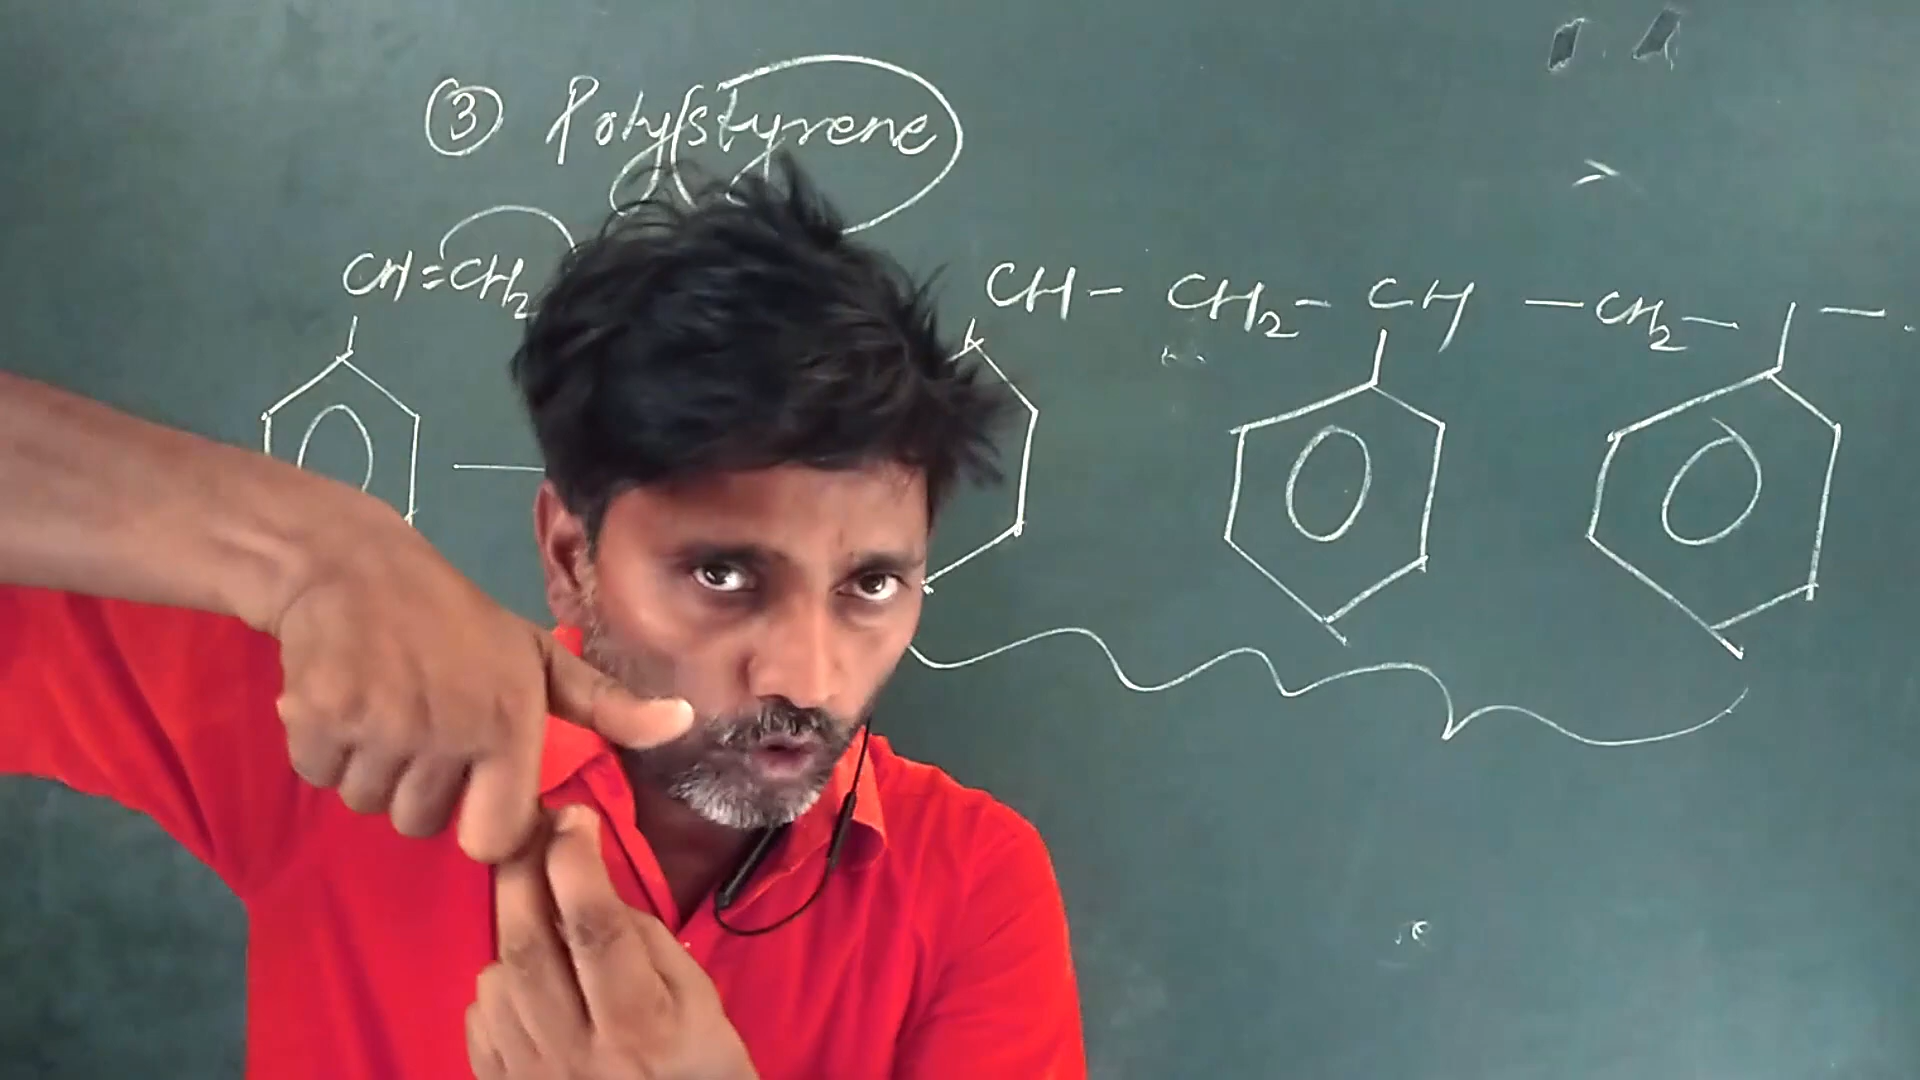 ③ Polystyrene
CH=CH₂ CH- CH₂- CH -CH₂- -